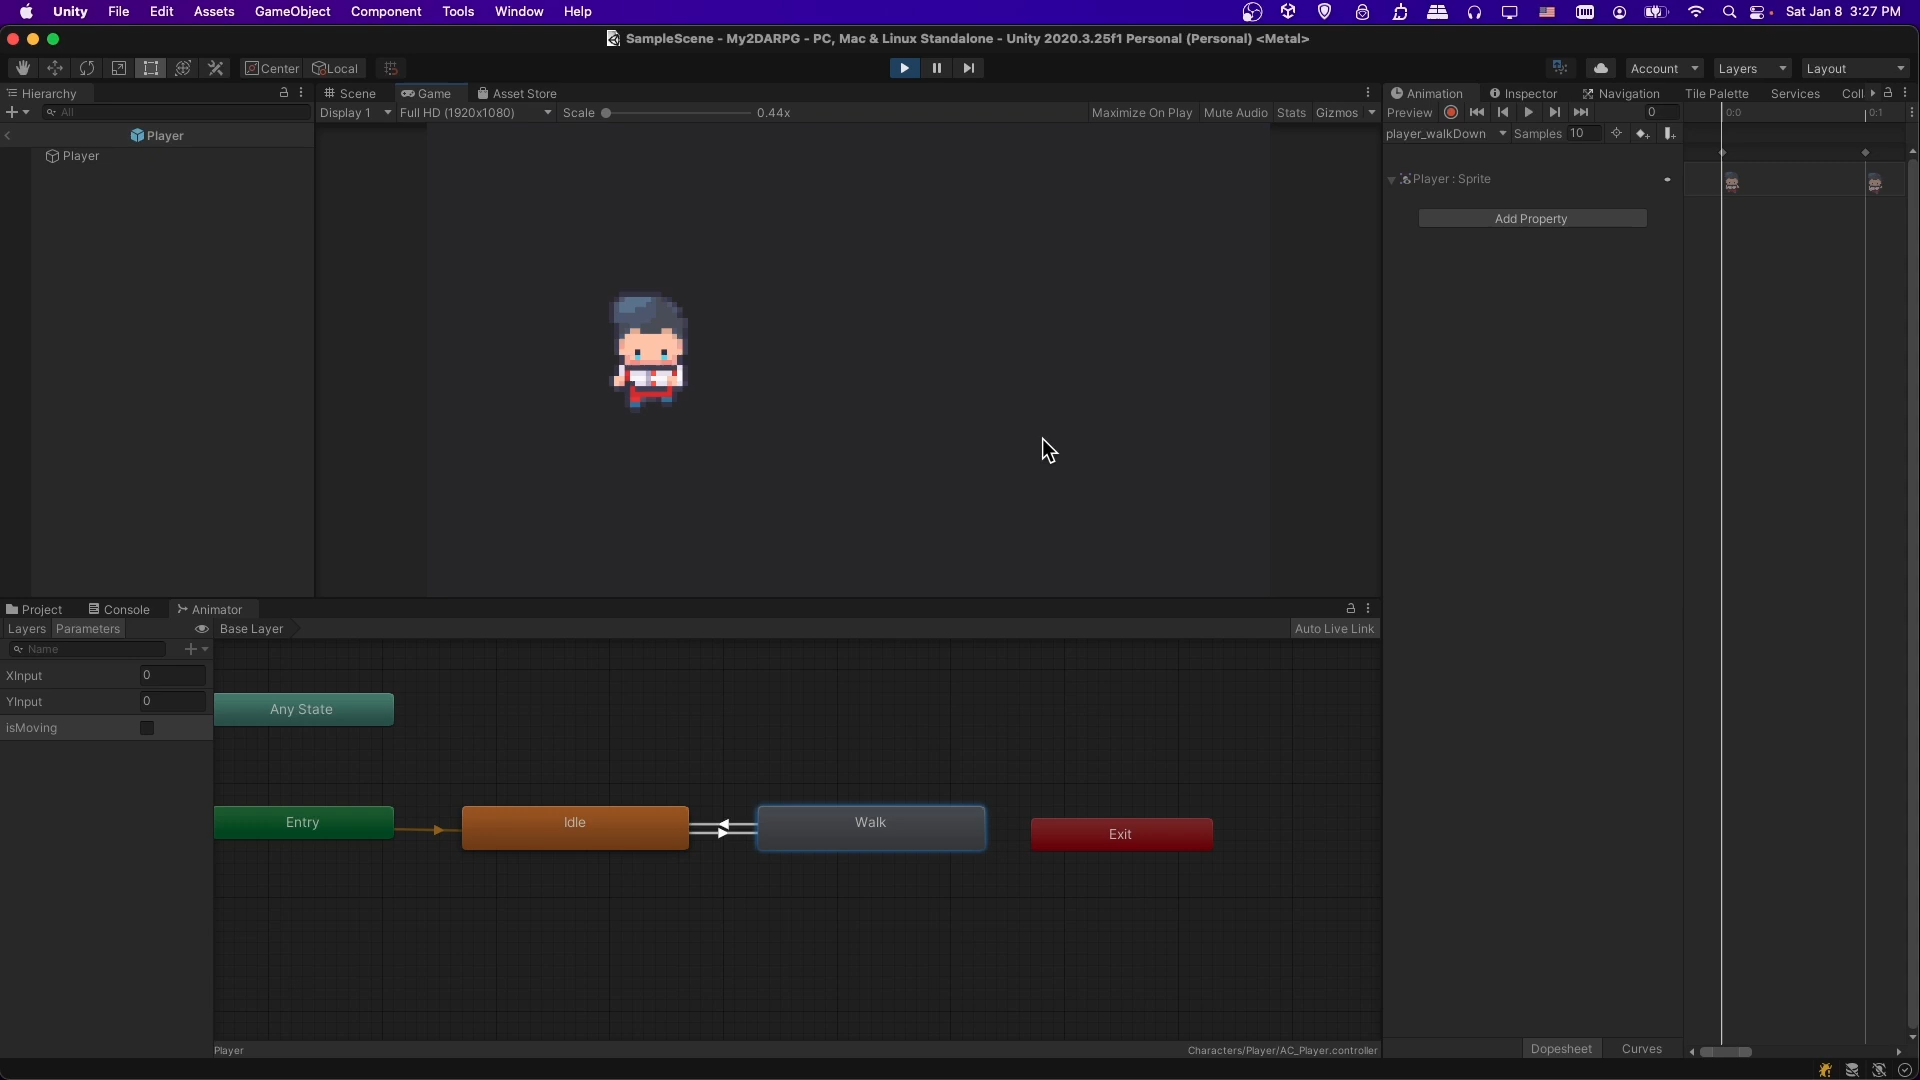 Unity File Edit Assets GameObject Component Tools Window Help Sat Jan 8 3:27 PM
SampleScene - My2DARPG - PC, Mac & Linux Standalone - Unity 2020.3.25f1 Personal (Personal) <Metal>
Center Local Account Layers Layout
Hierarchy Scene Game Asset Store Animation Inspector Navigation Tile Palette Services Coll
All Display 1 Full HD (1920x1080) Scale 0.44x Maximize On Play Mute Audio Stats Gizmos Preview 0 0:0 0:1
Player player_walkDown Samples 10
Player
Player : Sprite
Add Property
Project Console Animator
Layers Parameters Base Layer Auto Live Link
Name
XInput 0
YInput 0
isMoving
Any State
Entry Idle Walk Exit
Player Characters/Player/AC_Player.controller
Dopesheet Curves